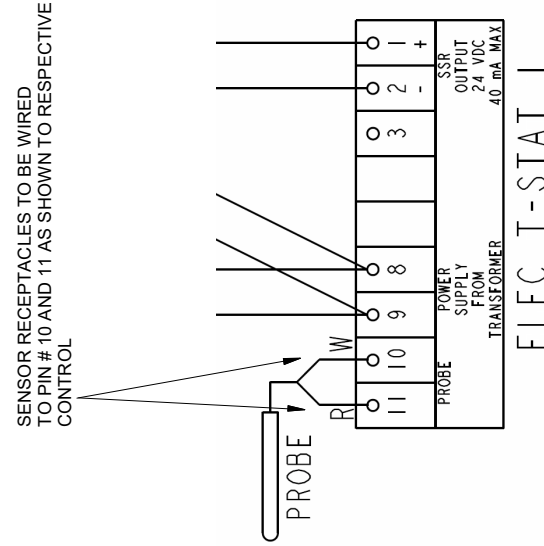 SENSOR RECEPTACLES TO BE WIRED
TO PIN # 10 AND 11 AS SHOWN TO RESPECTIVE
CONTROL
PROBE
R
W
11
10
9
8
3
2 -
1 +
PROBE
POWER
SUPPLY
FROM
TRANSFORMER
SSR
OUTPUT
24 VDC
40 mA MAX
ELEC T-STAT